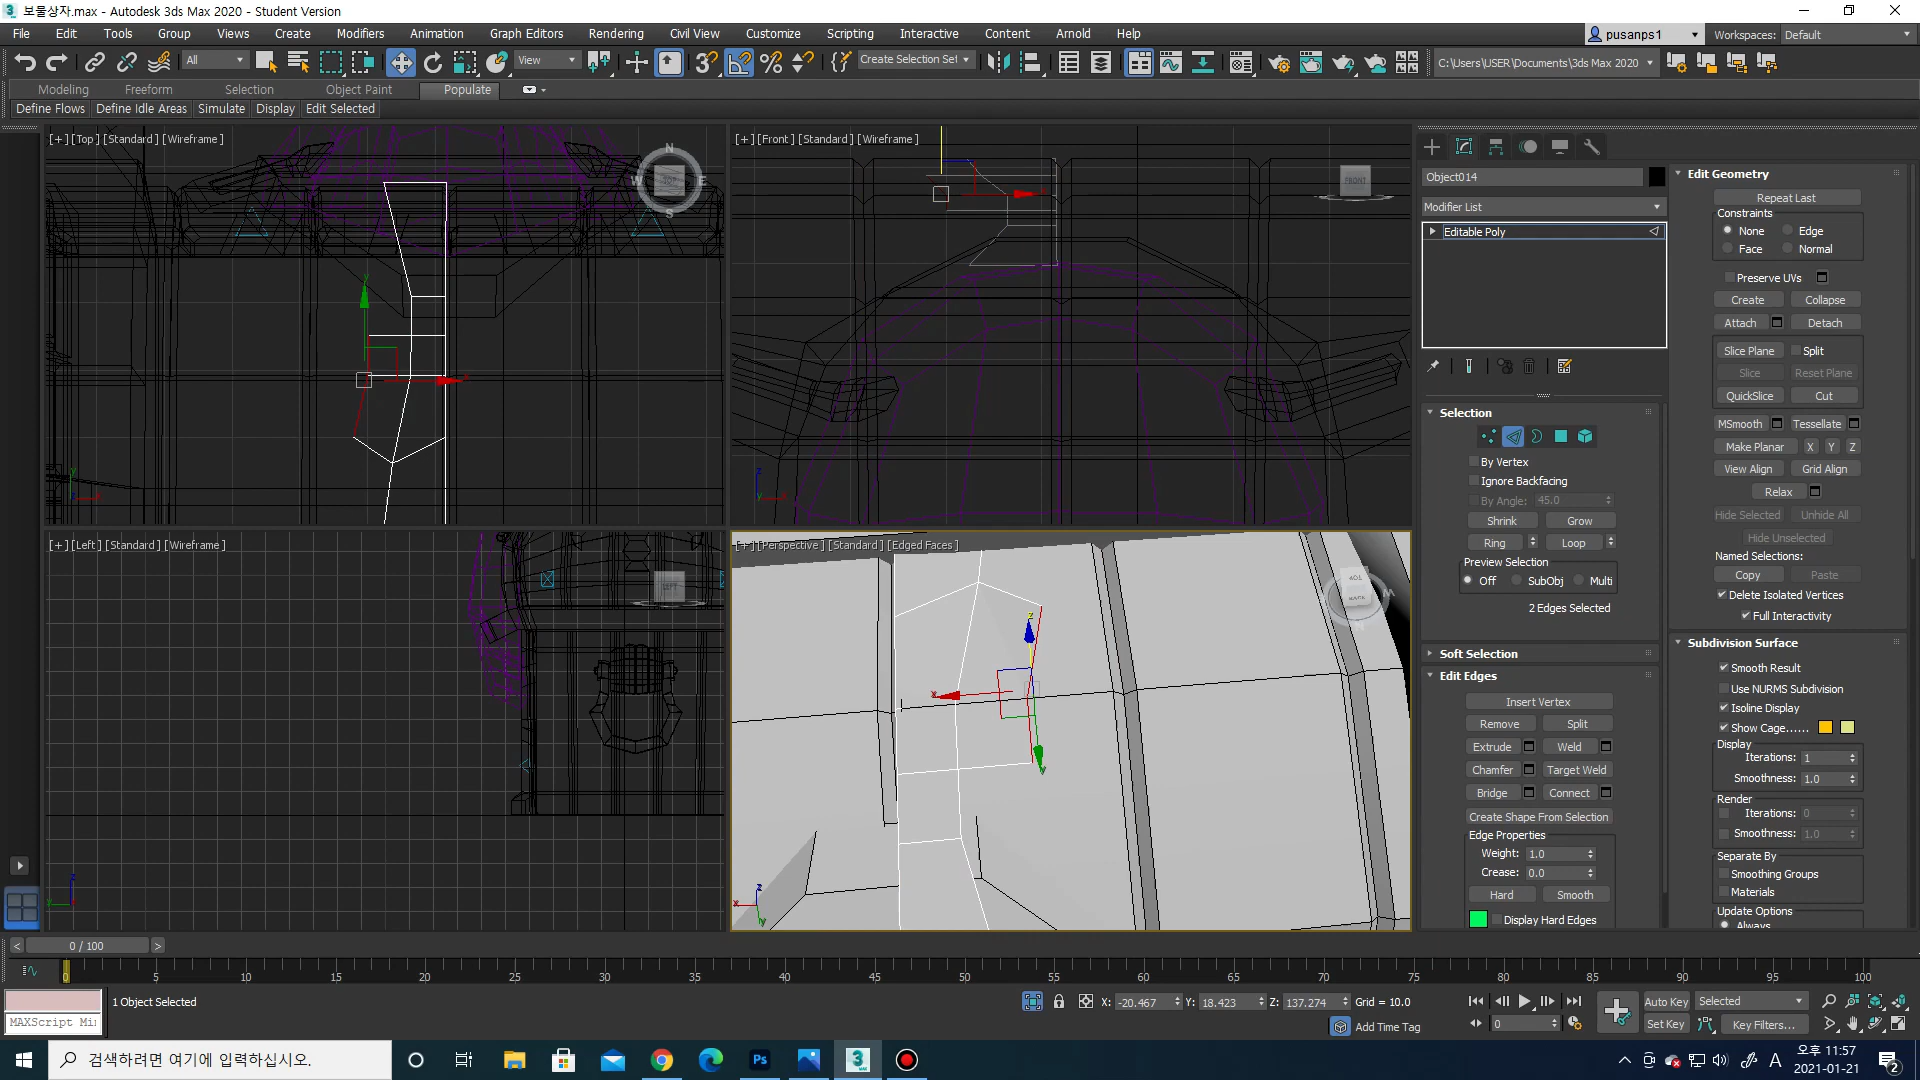 보물상자.max - Autodesk 3ds Max 2020 - Student Version
File Edit Tools Group Views Create Modifiers Animation Graph Editors Rendering Civil View Customize Scripting Interactive Content Arnold Help
pusanps1 Workspaces: Default
All View Create Selection Set C:\Users\USER\Documents\3ds Max 2020
Modeling Freeform Selection Object Paint Populate
Define Flows Define Idle Areas Simulate Display Edit Selected
[+] [Top] [Standard] [Wireframe]
N
W E
S
[+] [Front] [Standard] [Wireframe]
FRONT
[+] [Left] [Standard] [Wireframe]
[+] [Perspective] [Standard] [Edged Faces]
Object014
Modifier List
Editable Poly
Selection
By Vertex
Ignore Backfacing
By Angle: 45.0
Shrink Grow
Ring Loop
Preview Selection
Off SubObj Multi
2 Edges Selected
Soft Selection
Edit Edges
Insert Vertex
Remove Split
Extrude Weld
Chamfer Target Weld
Bridge Connect
Create Shape From Selection
Edge Properties
Weight: 1.0
Crease: 0.0
Hard Smooth
Display Hard Edges
Edit Geometry
Repeat Last
Constraints
None Edge
Face Normal
Preserve UVs
Create Collapse
Attach Detach
Slice Plane Split
Slice Reset Plane
QuickSlice Cut
MSmooth Tessellate
Make Planar X Y Z
View Align Grid Align
Relax
Hide Selected Unhide All
Hide Unselected
Named Selections:
Copy Paste
Delete Isolated Vertices
Full Interactivity
Subdivision Surface
Smooth Result
Use NURMS Subdivision
Isoline Display
Show Cage......
Display
Iterations: 1
Smoothness: 1.0
Render
Iterations: 0
Smoothness: 1.0
Separate By
Smoothing Groups
Materials
Update Options
Always
< 0 / 100 >
0 5 10 15 20 25 30 35 40 45 50 55 60 65 70 75 80 85 90 95 100
1 Object Selected
MAXScript Mi
X: -20.467 Y: 18.423 Z: 137.274 Grid = 10.0
Add Time Tag
0
Auto Key Selected
Set Key Key Filters...
검색하려면 여기에 입력하십시오.
Ps
3
A
오후 11:57
2021-01-21
2